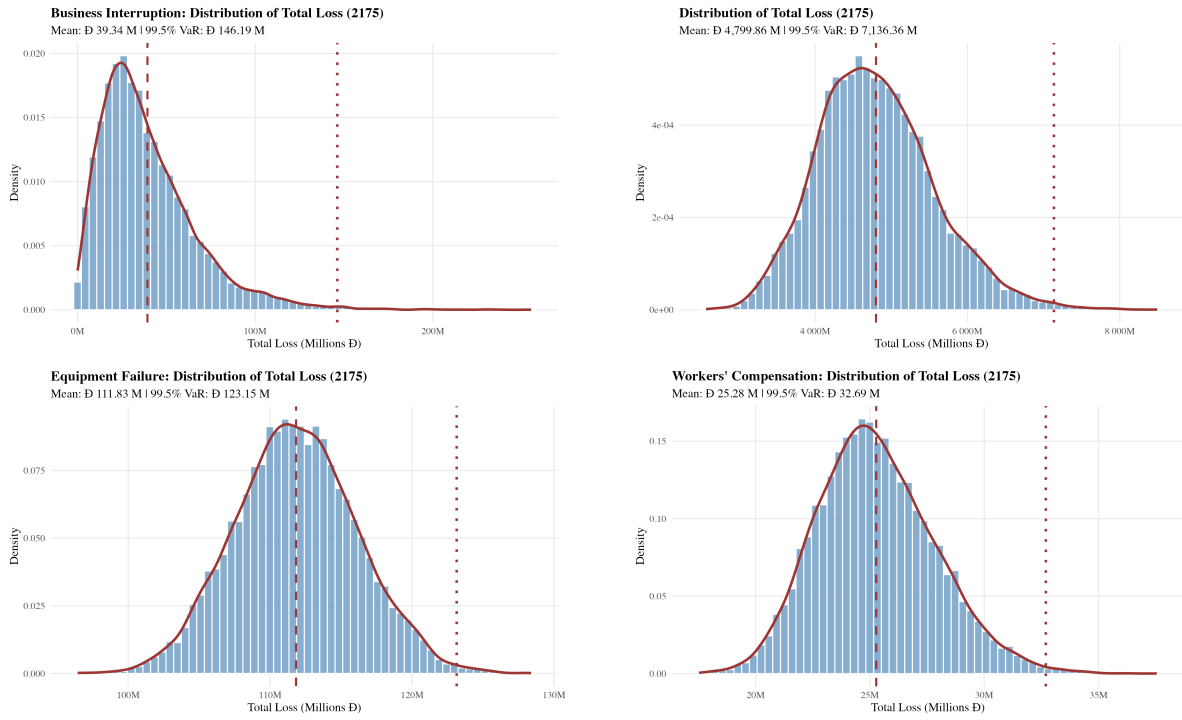 Business Interruption: Distribution of Total Loss (2175)
Mean: Đ 39.34 M | 99.5% VaR: Đ 146.19 M
0.020
0.015
0.010
0.005
0.000
Density
0M
100M
200M
Total Loss (Millions Đ)
Distribution of Total Loss (2175)
Mean: Đ 4,799.86 M | 99.5% VaR: Đ 7,136.36 M
4e-04
2e-04
0e+00
Density
4 000M
6 000M
8 000M
Total Loss (Millions Đ)
Equipment Failure: Distribution of Total Loss (2175)
Mean: Đ 111.83 M | 99.5% VaR: Đ 123.15 M
0.075
0.050
0.025
0.000
Density
100M
110M
120M
130M
Total Loss (Millions Đ)
Workers' Compensation: Distribution of Total Loss (2175)
Mean: Đ 25.28 M | 99.5% VaR: Đ 32.69 M
0.15
0.10
0.05
0.00
Density
20M
25M
30M
35M
Total Loss (Millions Đ)